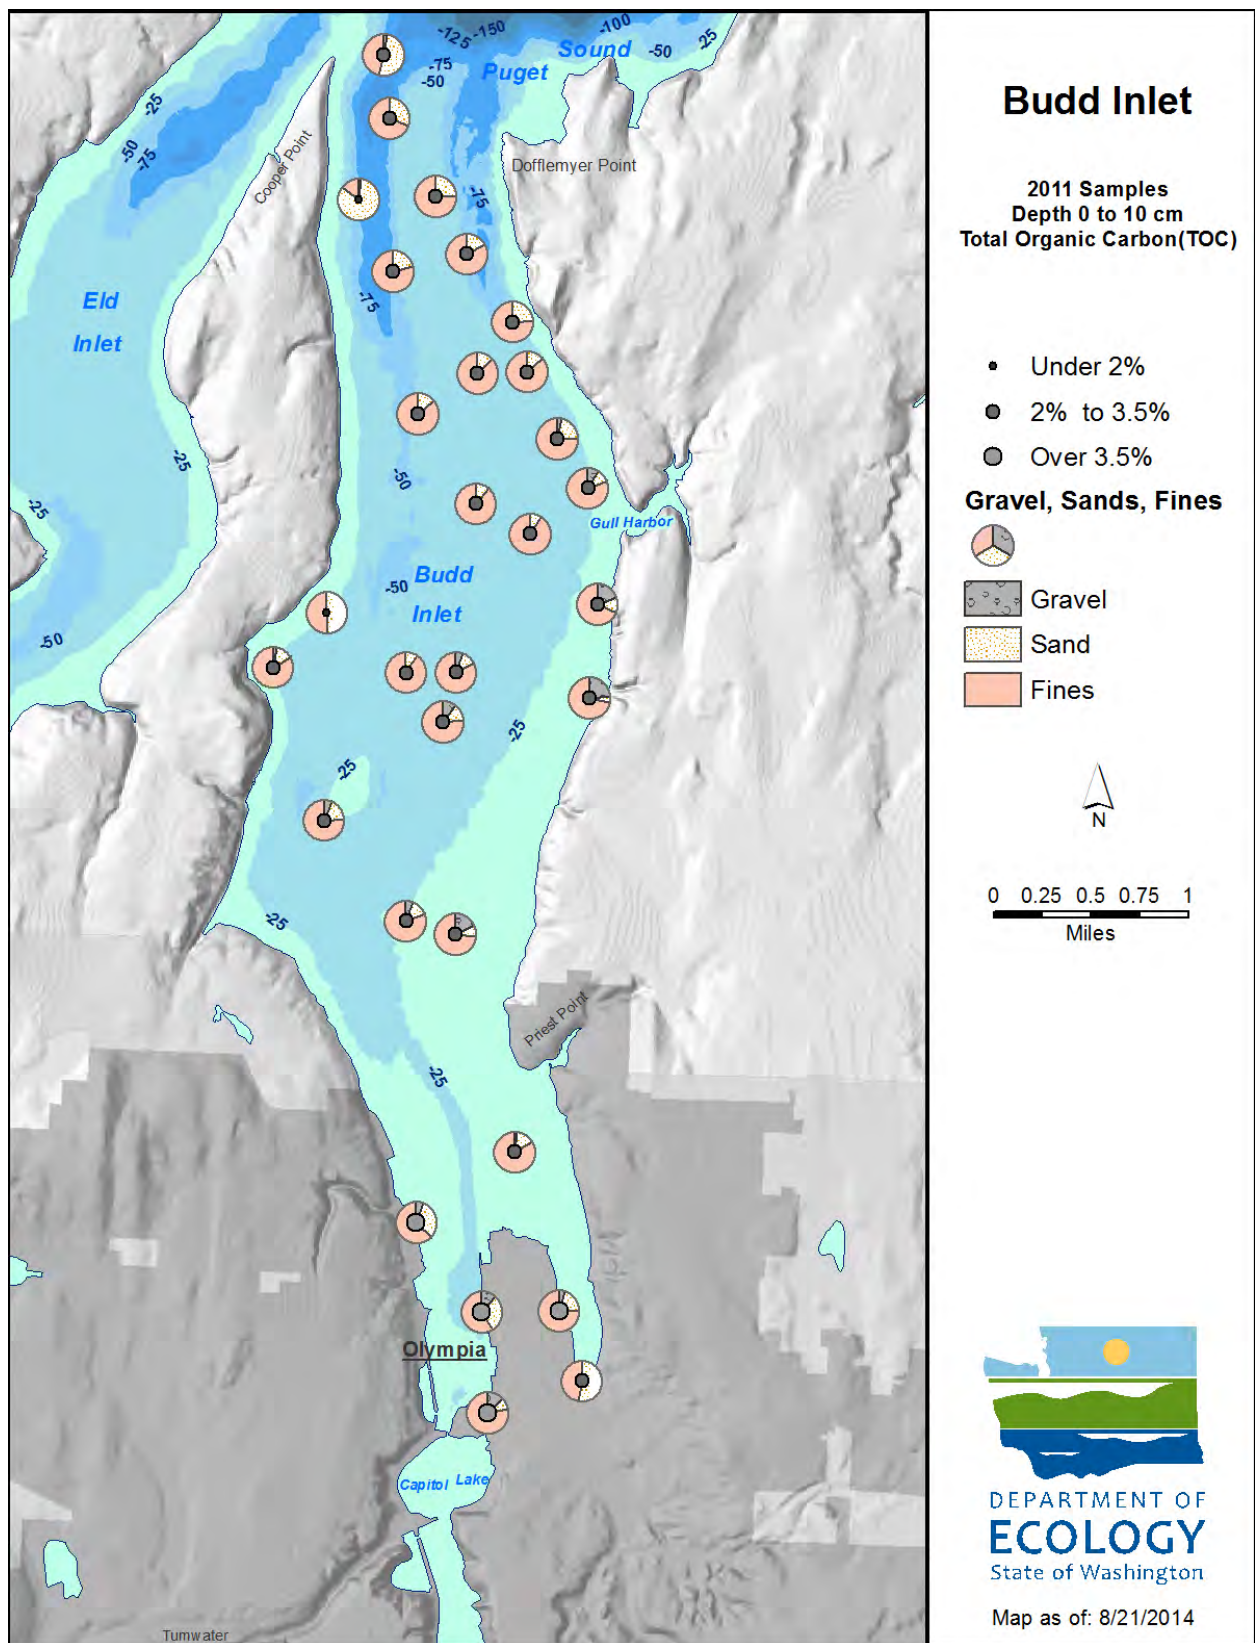 -100
-150
-125
Sound
-50
-25
-75
Puget
-50
-25
-50
-75
Cooper Point
Dofflemyer Point
-75
-75
Eld
Inlet
-25
-50
-25
Gull Harbor
Budd
-50
Inlet
-50
-25
-25
-25
Priest Point
-25
Olympia
Capitol Lake
Tumwater
Budd Inlet
2011 Samples
Depth 0 to 10 cm
Total Organic Carbon(TOC)
Under 2%
2% to 3.5%
Over 3.5%
Gravel, Sands, Fines
Gravel
Sand
Fines
N
0 0.25 0.5 0.75 1
Miles
DEPARTMENT OF
ECOLOGY
State of Washington
Map as of: 8/21/2014